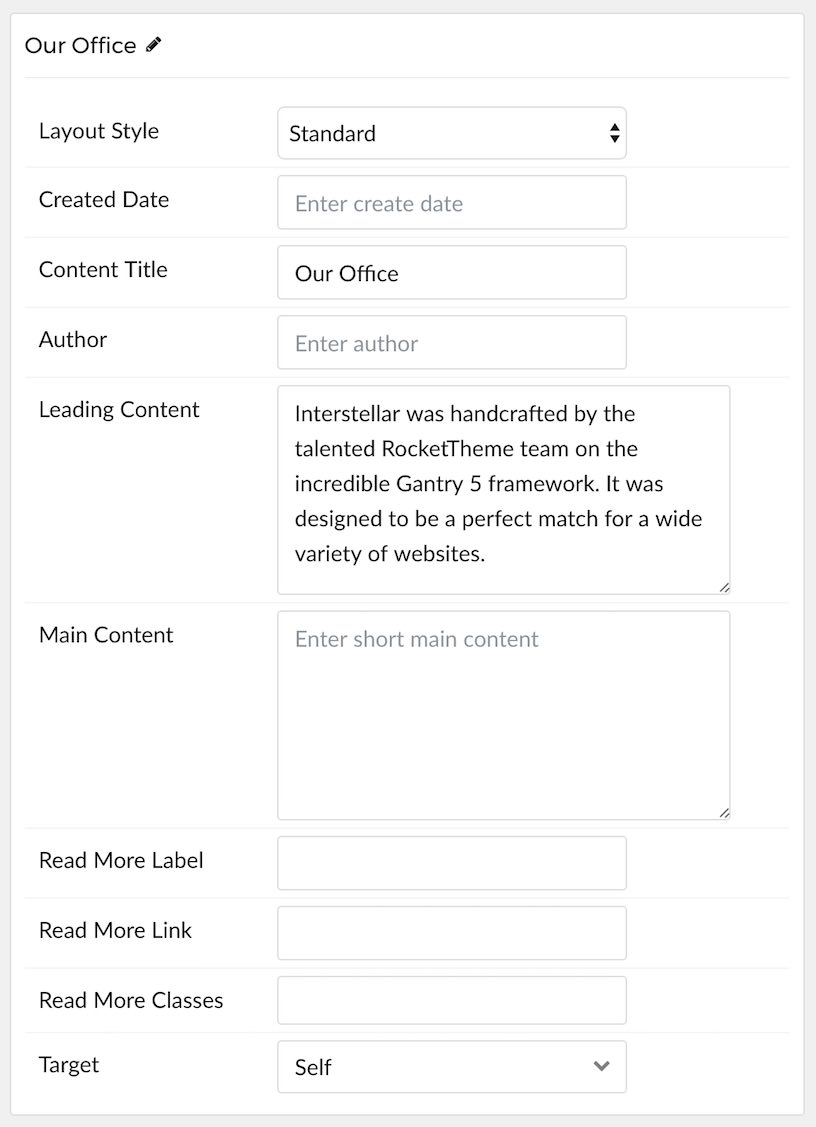 Our Office
Layout Style
Standard
Created Date
Enter create date
Content Title
Our Office
Author
Enter author
Leading Content
Interstellar was handcrafted by the
talented RocketTheme team on the
incredible Gantry 5 framework. It was
designed to be a perfect match for a wide
variety of websites.
Main Content
Enter short main content
Read More Label
Read More Link
Read More Classes
Target
Self